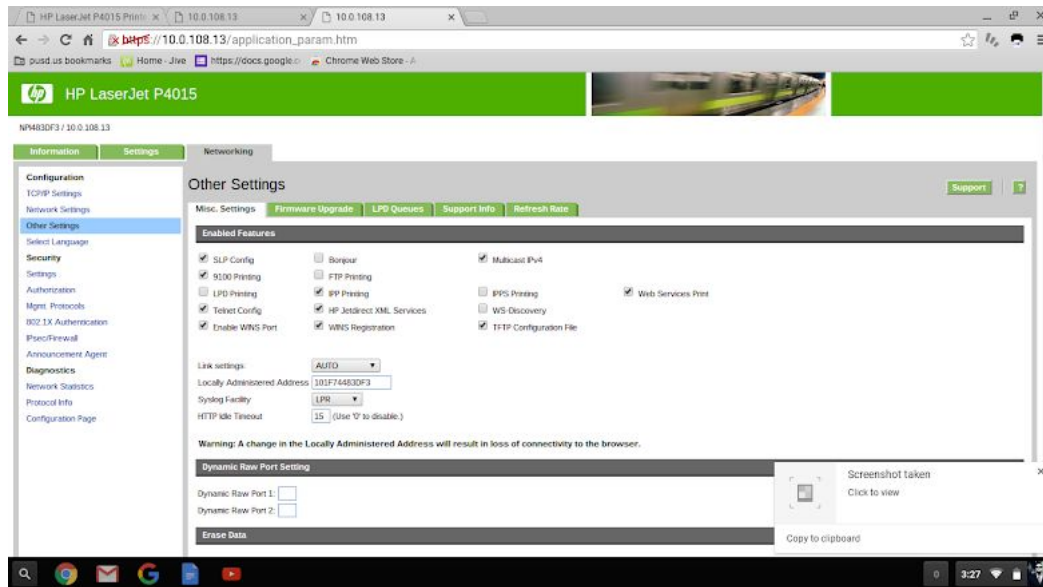 HP LaserJet P4015 Printe
10.0.108.13
10.0.108.13
https://10.0.108.13/application_param.htm
pusd.us bookmarks Home - Jive https://docs.google.c Chrome Web Store - A
hp HP LaserJet P4015
NPI483DF3 / 10.0.108.13
Information Settings Networking
Configuration
TCP/IP Settings
Network Settings
Other Settings
Select Language
Security
Settings
Authorization
Mgmt. Protocols
802.1X Authentication
IPsec/Firewall
Announcement Agent
Diagnostics
Network Statistics
Protocol Info
Configuration Page
Other Settings
Support ?
Misc. Settings Firmware Upgrade LPD Queues Support Info Refresh Rate
Enabled Features
SLP Config Bonjour Multicast IPv4
9100 Printing FTP Printing
LPD Printing IPP Printing IPPS Printing Web Services Print
Telnet Config HP Jetdirect XML Services WS-Discovery
Enable WINS Port WINS Registration TFTP Configuration File
Link settings: AUTO
Locally Administered Address 101F74483DF3
Syslog Facility LPR
HTTP Idle Timeout 15 (Use '0' to disable.)
Warning: A change in the Locally Administered Address will result in loss of connectivity to the browser.
Dynamic Raw Port Setting
Dynamic Raw Port 1:
Dynamic Raw Port 2:
Erase Data
Screenshot taken
Click to view
Copy to clipboard
0 3:27